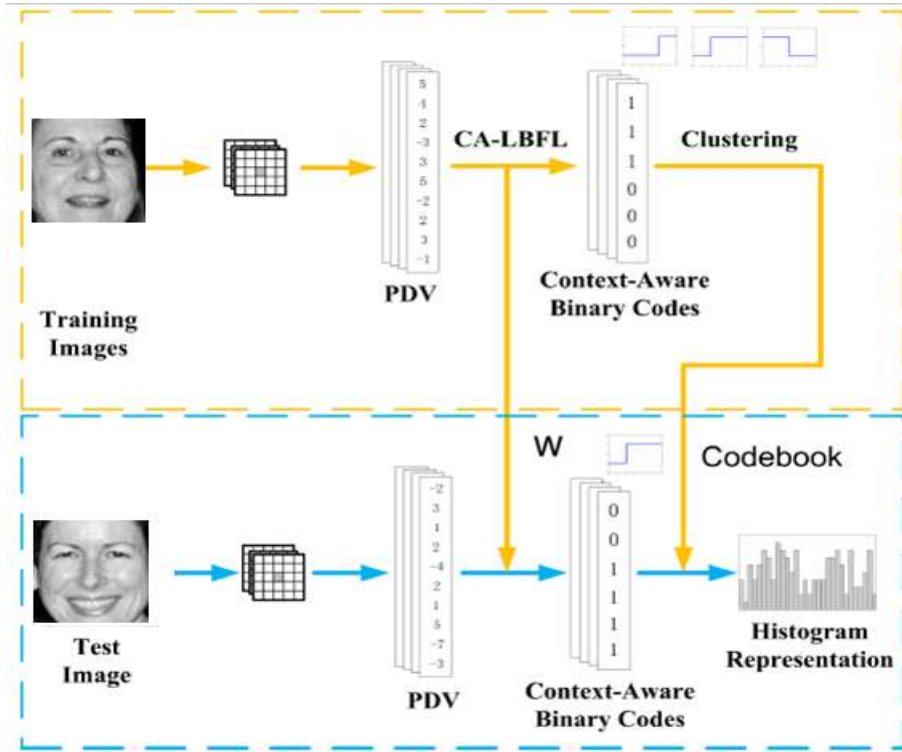 5
4
2
-3
3
5
-2
2
3
-1
PDV
CA-LBFL
1
1
1
0
0
0
Context-Aware
Binary Codes
Clustering
Training
Images
W
Codebook
-2
3
1
2
-4
2
1
5
-7
-3
PDV
0
0
1
1
1
1
Context-Aware
Binary Codes
Histogram
Representation
Test
Image